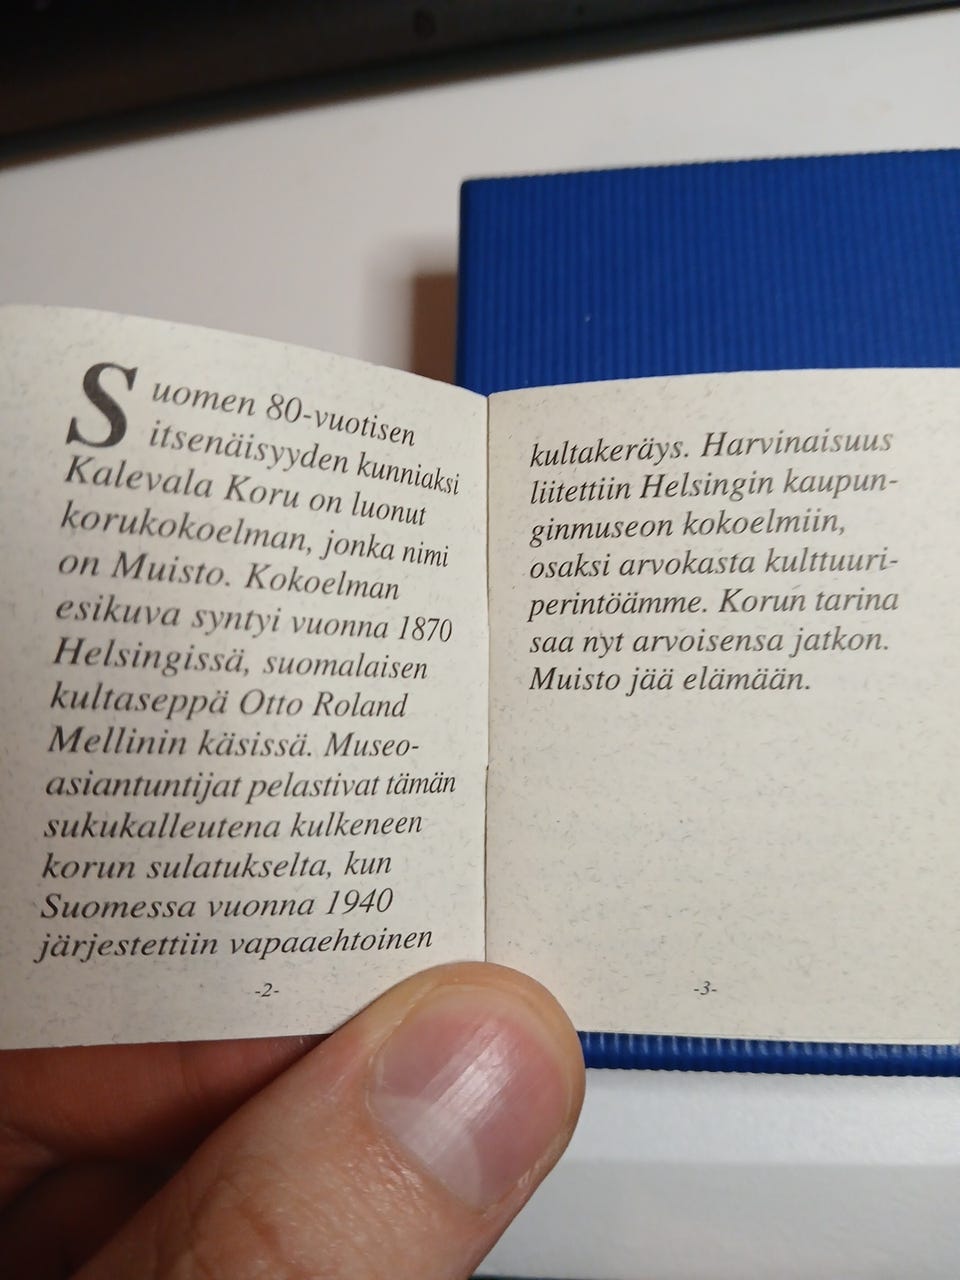 Suomen 80-vuotisen
itsenäisyyden kunniaksi
Kalevala Koru on luonut
korukokoelman, jonka nimi
on Muisto. Kokoelman
esikuva syntyi vuonna 1870
Helsingissä, suomalaisen
kultaseppä Otto Roland
Mellinin käsissä. Museo-
asiantuntijat pelastivat tämän
sukukalleutena kulkeneen
korun sulatukselta, kun
Suomessa vuonna 1940
järjestettiin vapaaehtoinen
-2-
kultakeräys. Harvinaisuus
liitettiin Helsingin kaupun-
ginmuseon kokoelmiin,
osaksi arvokasta kulttuuri-
perintöämme. Korun tarina
saa nyt arvoisensa jatkon.
Muisto jää elämään.
-3-